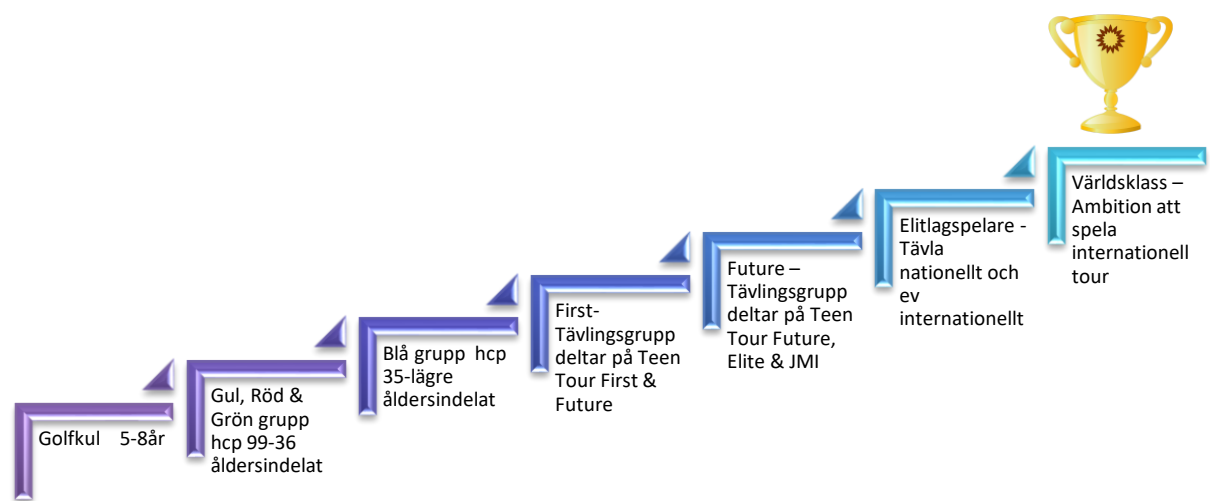 Golfkul 5-8år
Gul, Röd &
Grön grupp
hcp 99-36
åldersindelat
Blå grupp hcp
35-lägre
åldersindelat
First-
Tävlingsgrupp
deltar på Teen
Tour First &
Future
Future –
Tävlingsgrupp
deltar på Teen
Tour Future,
Elite & JMI
Elitlagspelare -
Tävla
nationellt och
ev
internationellt
Världsklass –
Ambition att
spela
internationell
tour